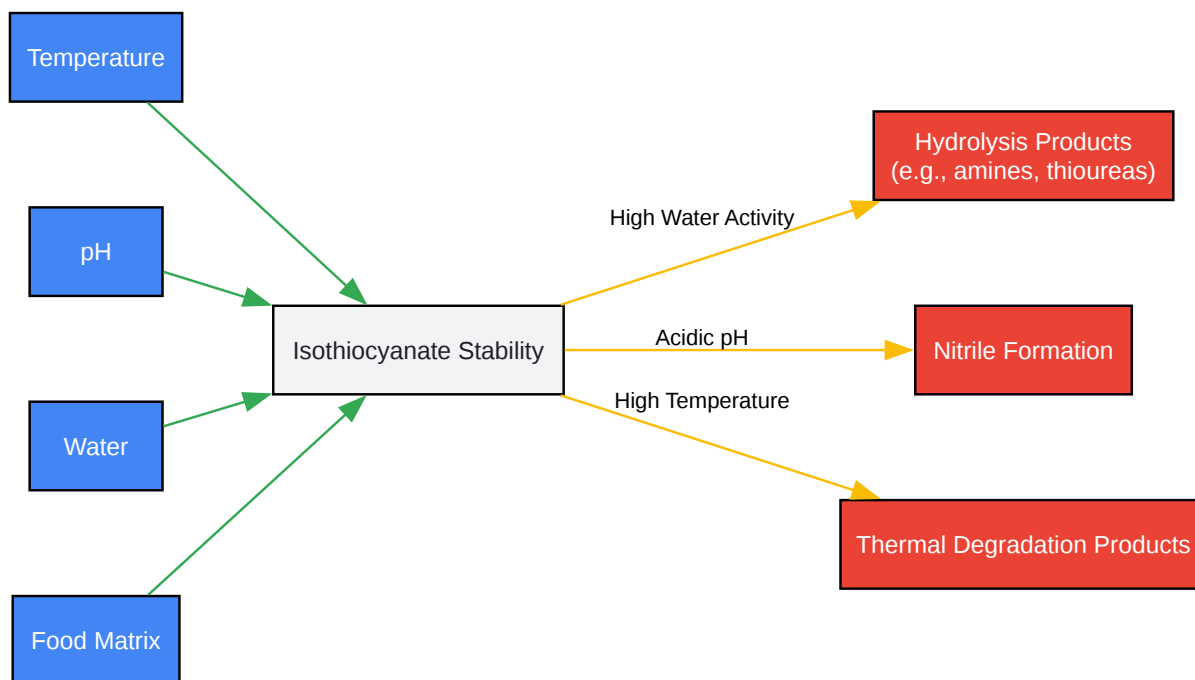 Temperature
pH
Water
Food Matrix
Isothiocyanate Stability
High Water Activity
Acidic pH
High Temperature
Hydrolysis Products
(e.g., amines, thioureas)
Nitrile Formation
Thermal Degradation Products